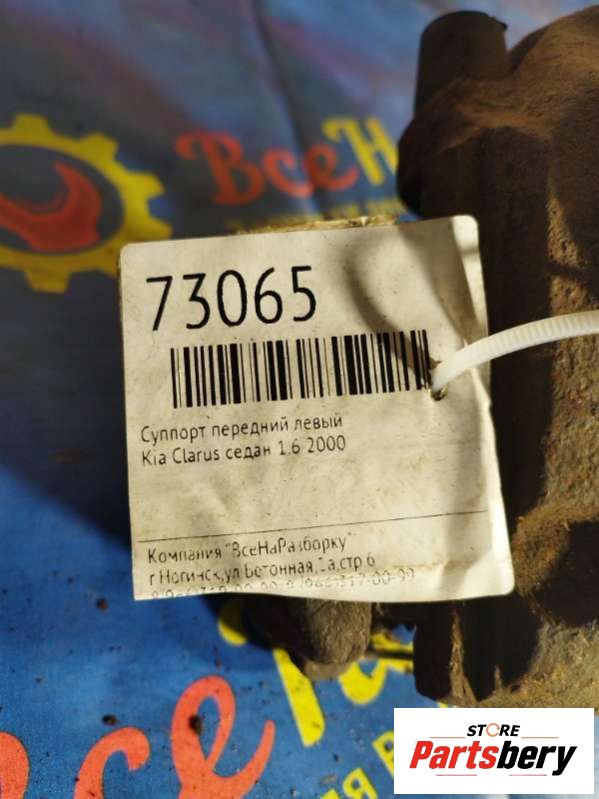 ВсеН
73065
Суппорт передний левый
Kia Clarus седан 1.6 2000
Компания "ВсеНаРазборку"
г.Ногинск,ул.Бетонная,
стр 6
STORE
Partsbery